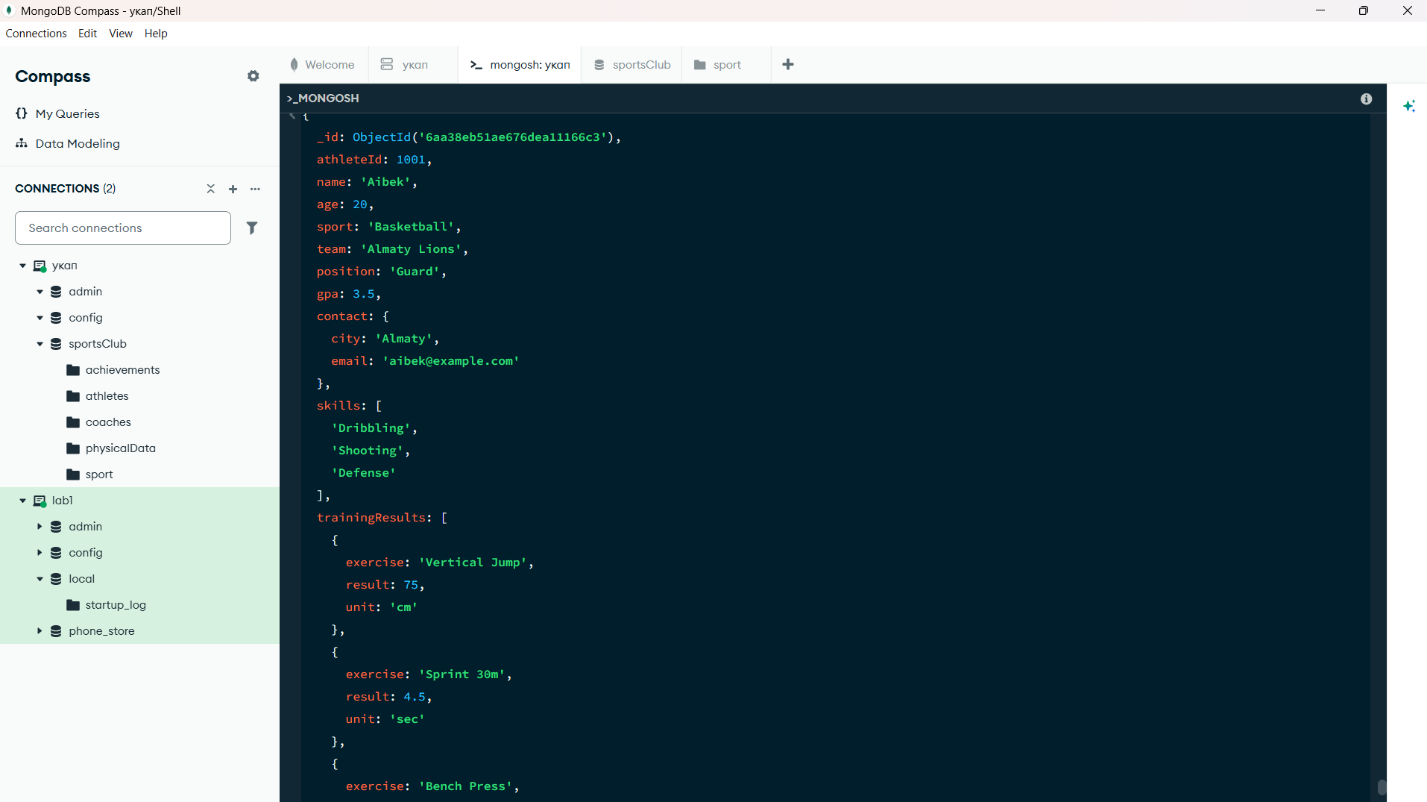 MongoDB Compass - укап/Shell
Connections Edit View Help
Compass
My Queries
Data Modeling
CONNECTIONS (2)
Search connections
укап
admin
config
sportsClub
achievements
athletes
coaches
physicalData
sport
lab1
admin
config
local
startup_log
phone_store
Welcome укап >_ mongosh: укап sportsClub sport +
>_MONGOSH
{
_id: ObjectId('6aa38eb51ae676dea11166c3'),
athleteId: 1001,
name: 'Aibek',
age: 20,
sport: 'Basketball',
team: 'Almaty Lions',
position: 'Guard',
gpa: 3.5,
contact: {
city: 'Almaty',
email: 'aibek@example.com'
},
skills: [
'Dribbling',
'Shooting',
'Defense'
],
trainingResults: [
{
exercise: 'Vertical Jump',
result: 75,
unit: 'cm'
},
{
exercise: 'Sprint 30m',
result: 4.5,
unit: 'sec'
},
{
exercise: 'Bench Press',